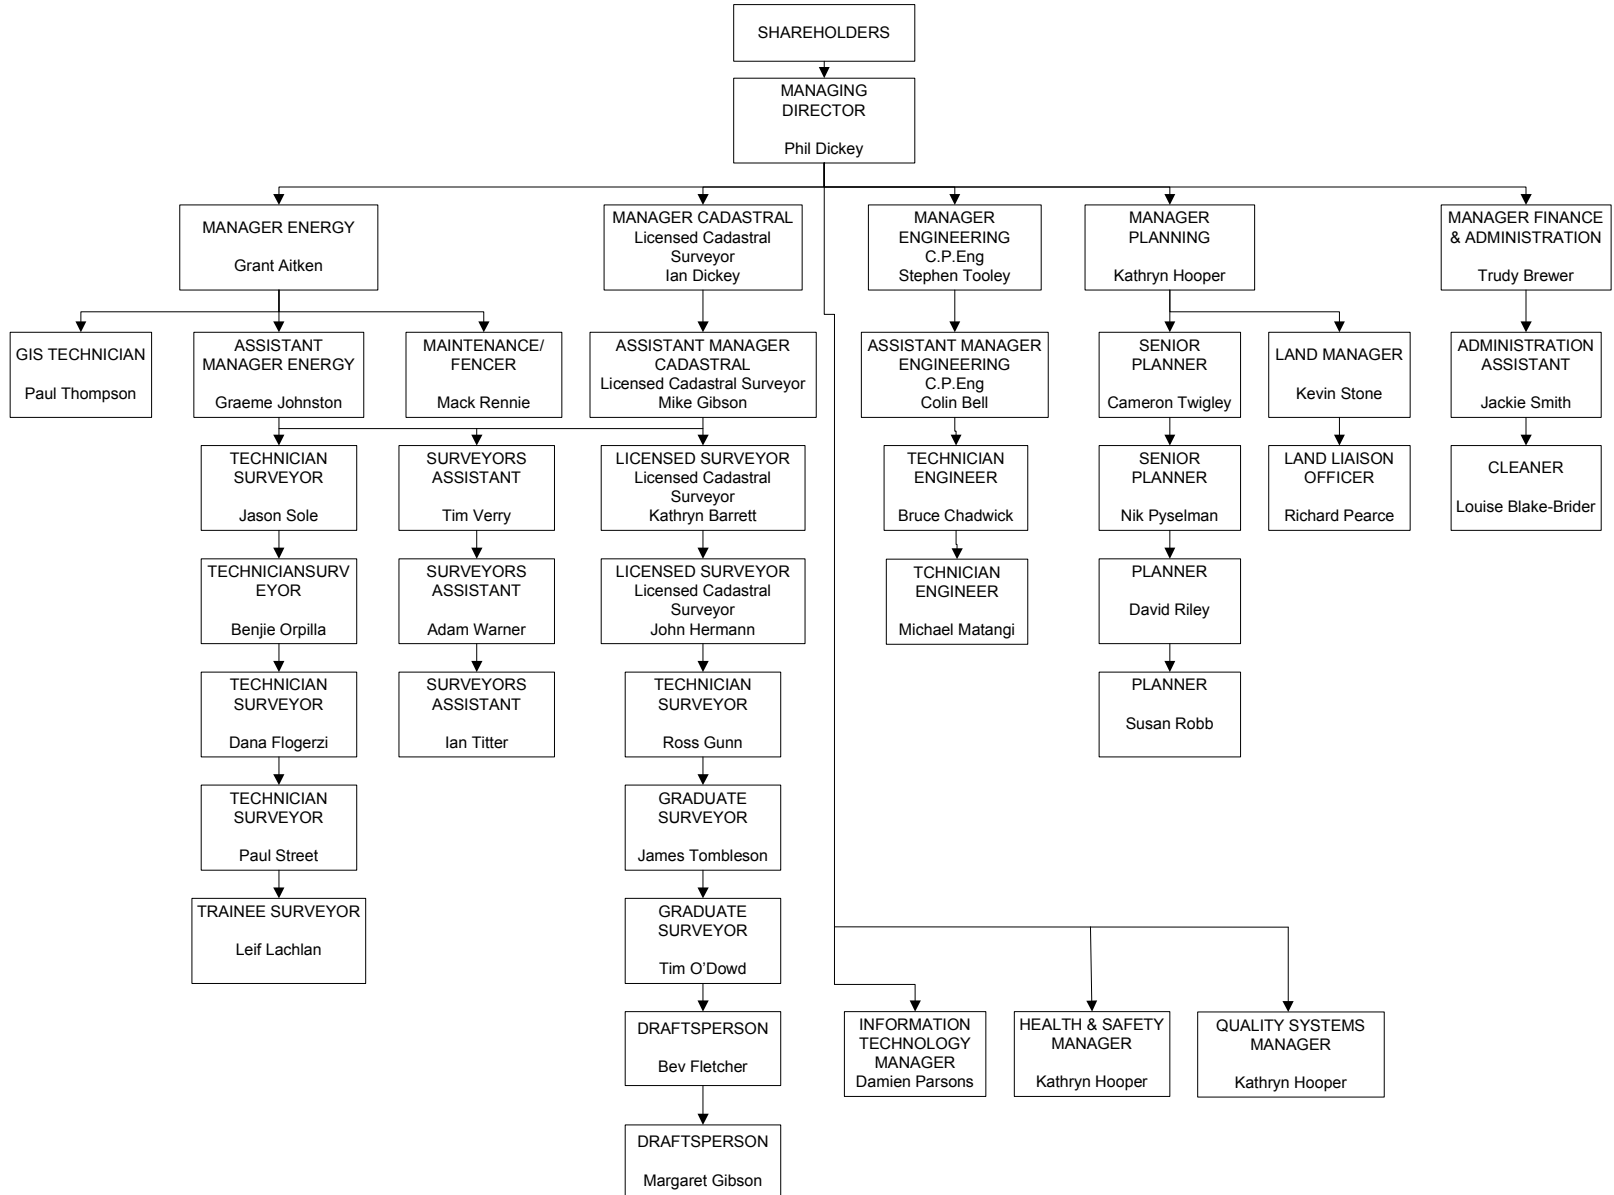 SHAREHOLDERS
MANAGING
DIRECTOR
Phil Dickey
MANAGER ENERGY
Grant Aitken
MANAGER CADASTRAL
Licensed Cadastral
Surveyor
Ian Dickey
MANAGER
ENGINEERING
C.P.Eng
Stephen Tooley
MANAGER
PLANNING
Kathryn Hooper
MANAGER FINANCE
& ADMINISTRATION
Trudy Brewer
GIS TECHNICIAN
Paul Thompson
ASSISTANT
MANAGER ENERGY
Graeme Johnston
MAINTENANCE/
FENCER
Mack Rennie
ASSISTANT MANAGER
CADASTRAL
Licensed Cadastral Surveyor
Mike Gibson
ASSISTANT MANAGER
ENGINEERING
C.P.Eng
Colin Bell
SENIOR
PLANNER
Cameron Twigley
LAND MANAGER
Kevin Stone
ADMINISTRATION
ASSISTANT
Jackie Smith
TECHNICIAN
SURVEYOR
Jason Sole
SURVEYORS
ASSISTANT
Tim Verry
LICENSED SURVEYOR
Licensed Cadastral
Surveyor
Kathryn Barrett
TECHNICIAN
ENGINEER
Bruce Chadwick
SENIOR
PLANNER
Nik Pyselman
LAND LIAISON
OFFICER
Richard Pearce
CLEANER
Louise Blake-Brider
TECHNICIANSURV
EYOR
Benjie Orpilla
SURVEYORS
ASSISTANT
Adam Warner
LICENSED SURVEYOR
Licensed Cadastral
Surveyor
John Hermann
TCHNICIAN
ENGINEER
Michael Matangi
PLANNER
David Riley
TECHNICIAN
SURVEYOR
Dana Flogerzi
SURVEYORS
ASSISTANT
Ian Titter
TECHNICIAN
SURVEYOR
Ross Gunn
PLANNER
Susan Robb
TECHNICIAN
SURVEYOR
Paul Street
GRADUATE
SURVEYOR
James Tombleson
TRAINEE SURVEYOR
Leif Lachlan
GRADUATE
SURVEYOR
Tim O'Dowd
DRAFTSPERSON
Bev Fletcher
INFORMATION
TECHNOLOGY
MANAGER
Damien Parsons
HEALTH & SAFETY
MANAGER
Kathryn Hooper
QUALITY SYSTEMS
MANAGER
Kathryn Hooper
DRAFTSPERSON
Margaret Gibson